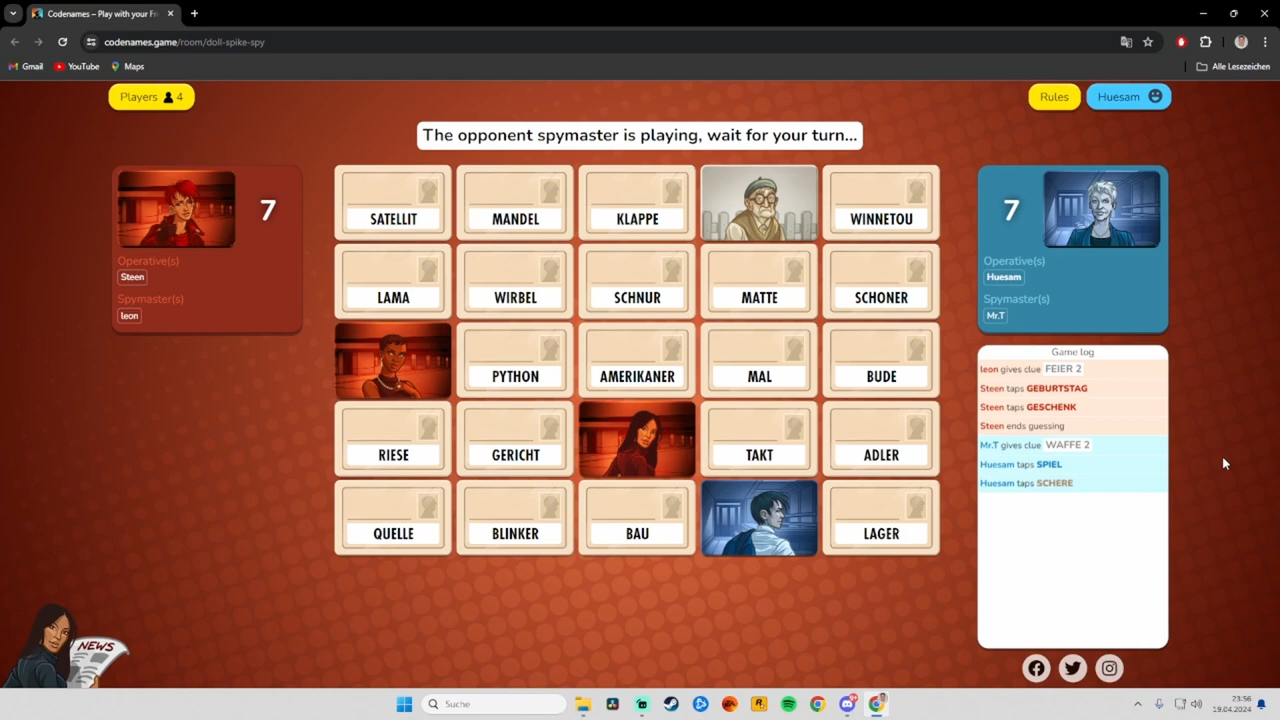 Codenames – Play with your Fri
codenames.game/room/doll-spike-spy
Gmail YouTube Maps Alle Lesezeichen
Players 4
Rules
Huesam
The opponent spymaster is playing, wait for your turn...
7
Operative(s)
Steen
Spymaster(s)
leon
SATELLIT MANDEL KLAPPE WINNETOU
LAMA WIRBEL SCHNUR MATTE SCHONER
PYTHON AMERIKANER MAL BUDE
RIESE GERICHT TAKT ADLER
QUELLE BLINKER BAU LAGER
7
Operative(s)
Huesam
Spymaster(s)
Mr.T
Game log
leon gives clue FEIER 2
Steen taps GEBURTSTAG
Steen taps GESCHENK
Steen ends guessing
Mr.T gives clue WAFFE 2
Huesam taps SPIEL
Huesam taps SCHERE
NEWS
Suche
23:56
19.04.2024